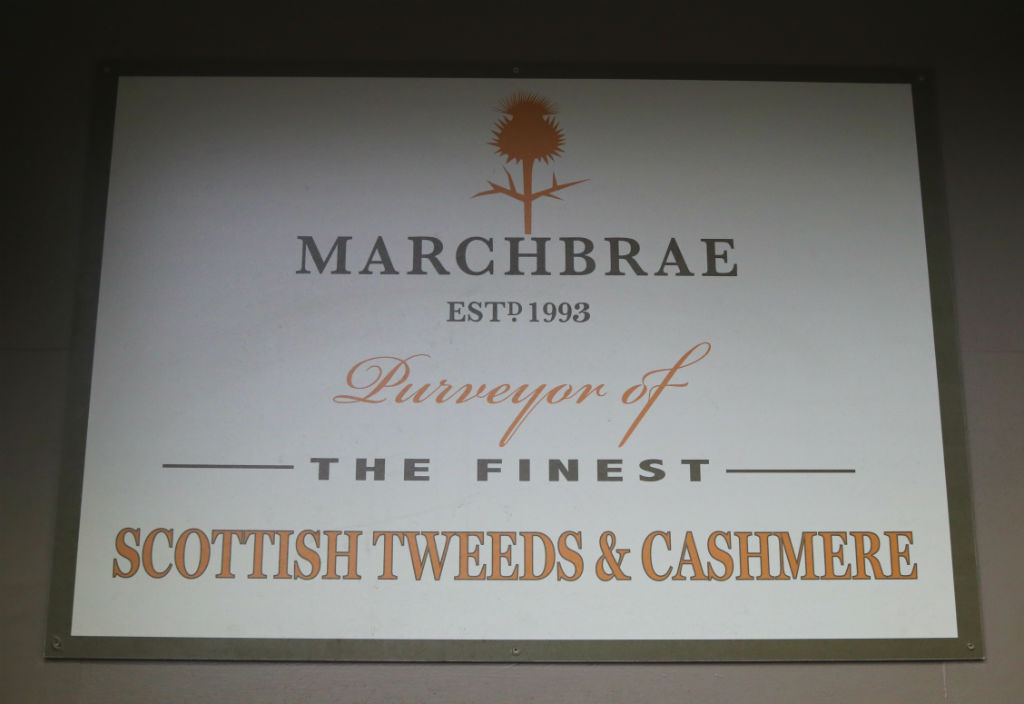 MARCHBRAE
ESTD. 1993
Purveyor of
THE FINEST
SCOTTISH TWEEDS & CASHMERE